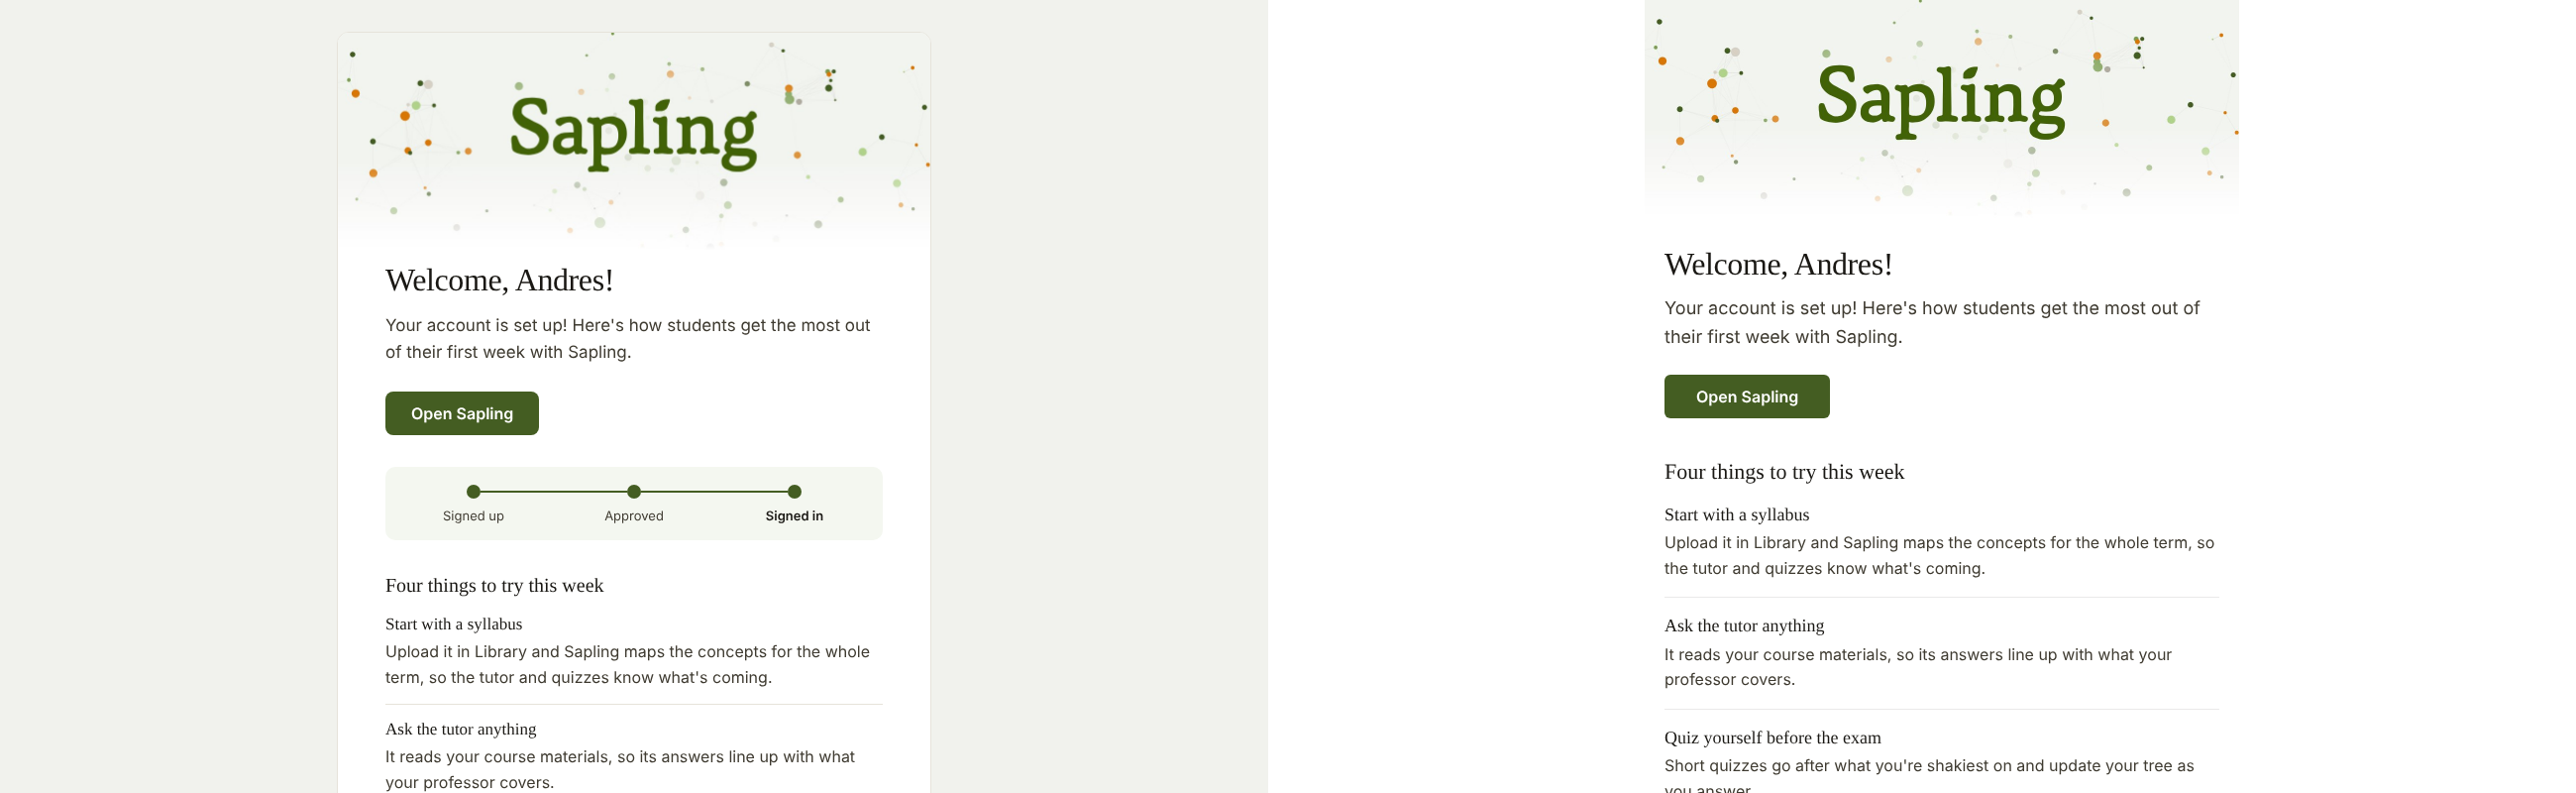 Sapling
Welcome, Andres!
Your account is set up! Here's how students get the most out
of their first week with Sapling.
Open Sapling
Signed up
Approved
Signed in
Four things to try this week
Start with a syllabus
Upload it in Library and Sapling maps the concepts for the whole
term, so the tutor and quizzes know what's coming.
Ask the tutor anything
It reads your course materials, so its answers line up with what
your professor covers.
Sapling
Welcome, Andres!
Your account is set up! Here's how students get the most out of
their first week with Sapling.
Open Sapling
Four things to try this week
Start with a syllabus
Upload it in Library and Sapling maps the concepts for the whole term, so
the tutor and quizzes know what's coming.
Ask the tutor anything
It reads your course materials, so its answers line up with what your
professor covers.
Quiz yourself before the exam
Short quizzes go after what you're shakiest on and update your tree as
you answer.